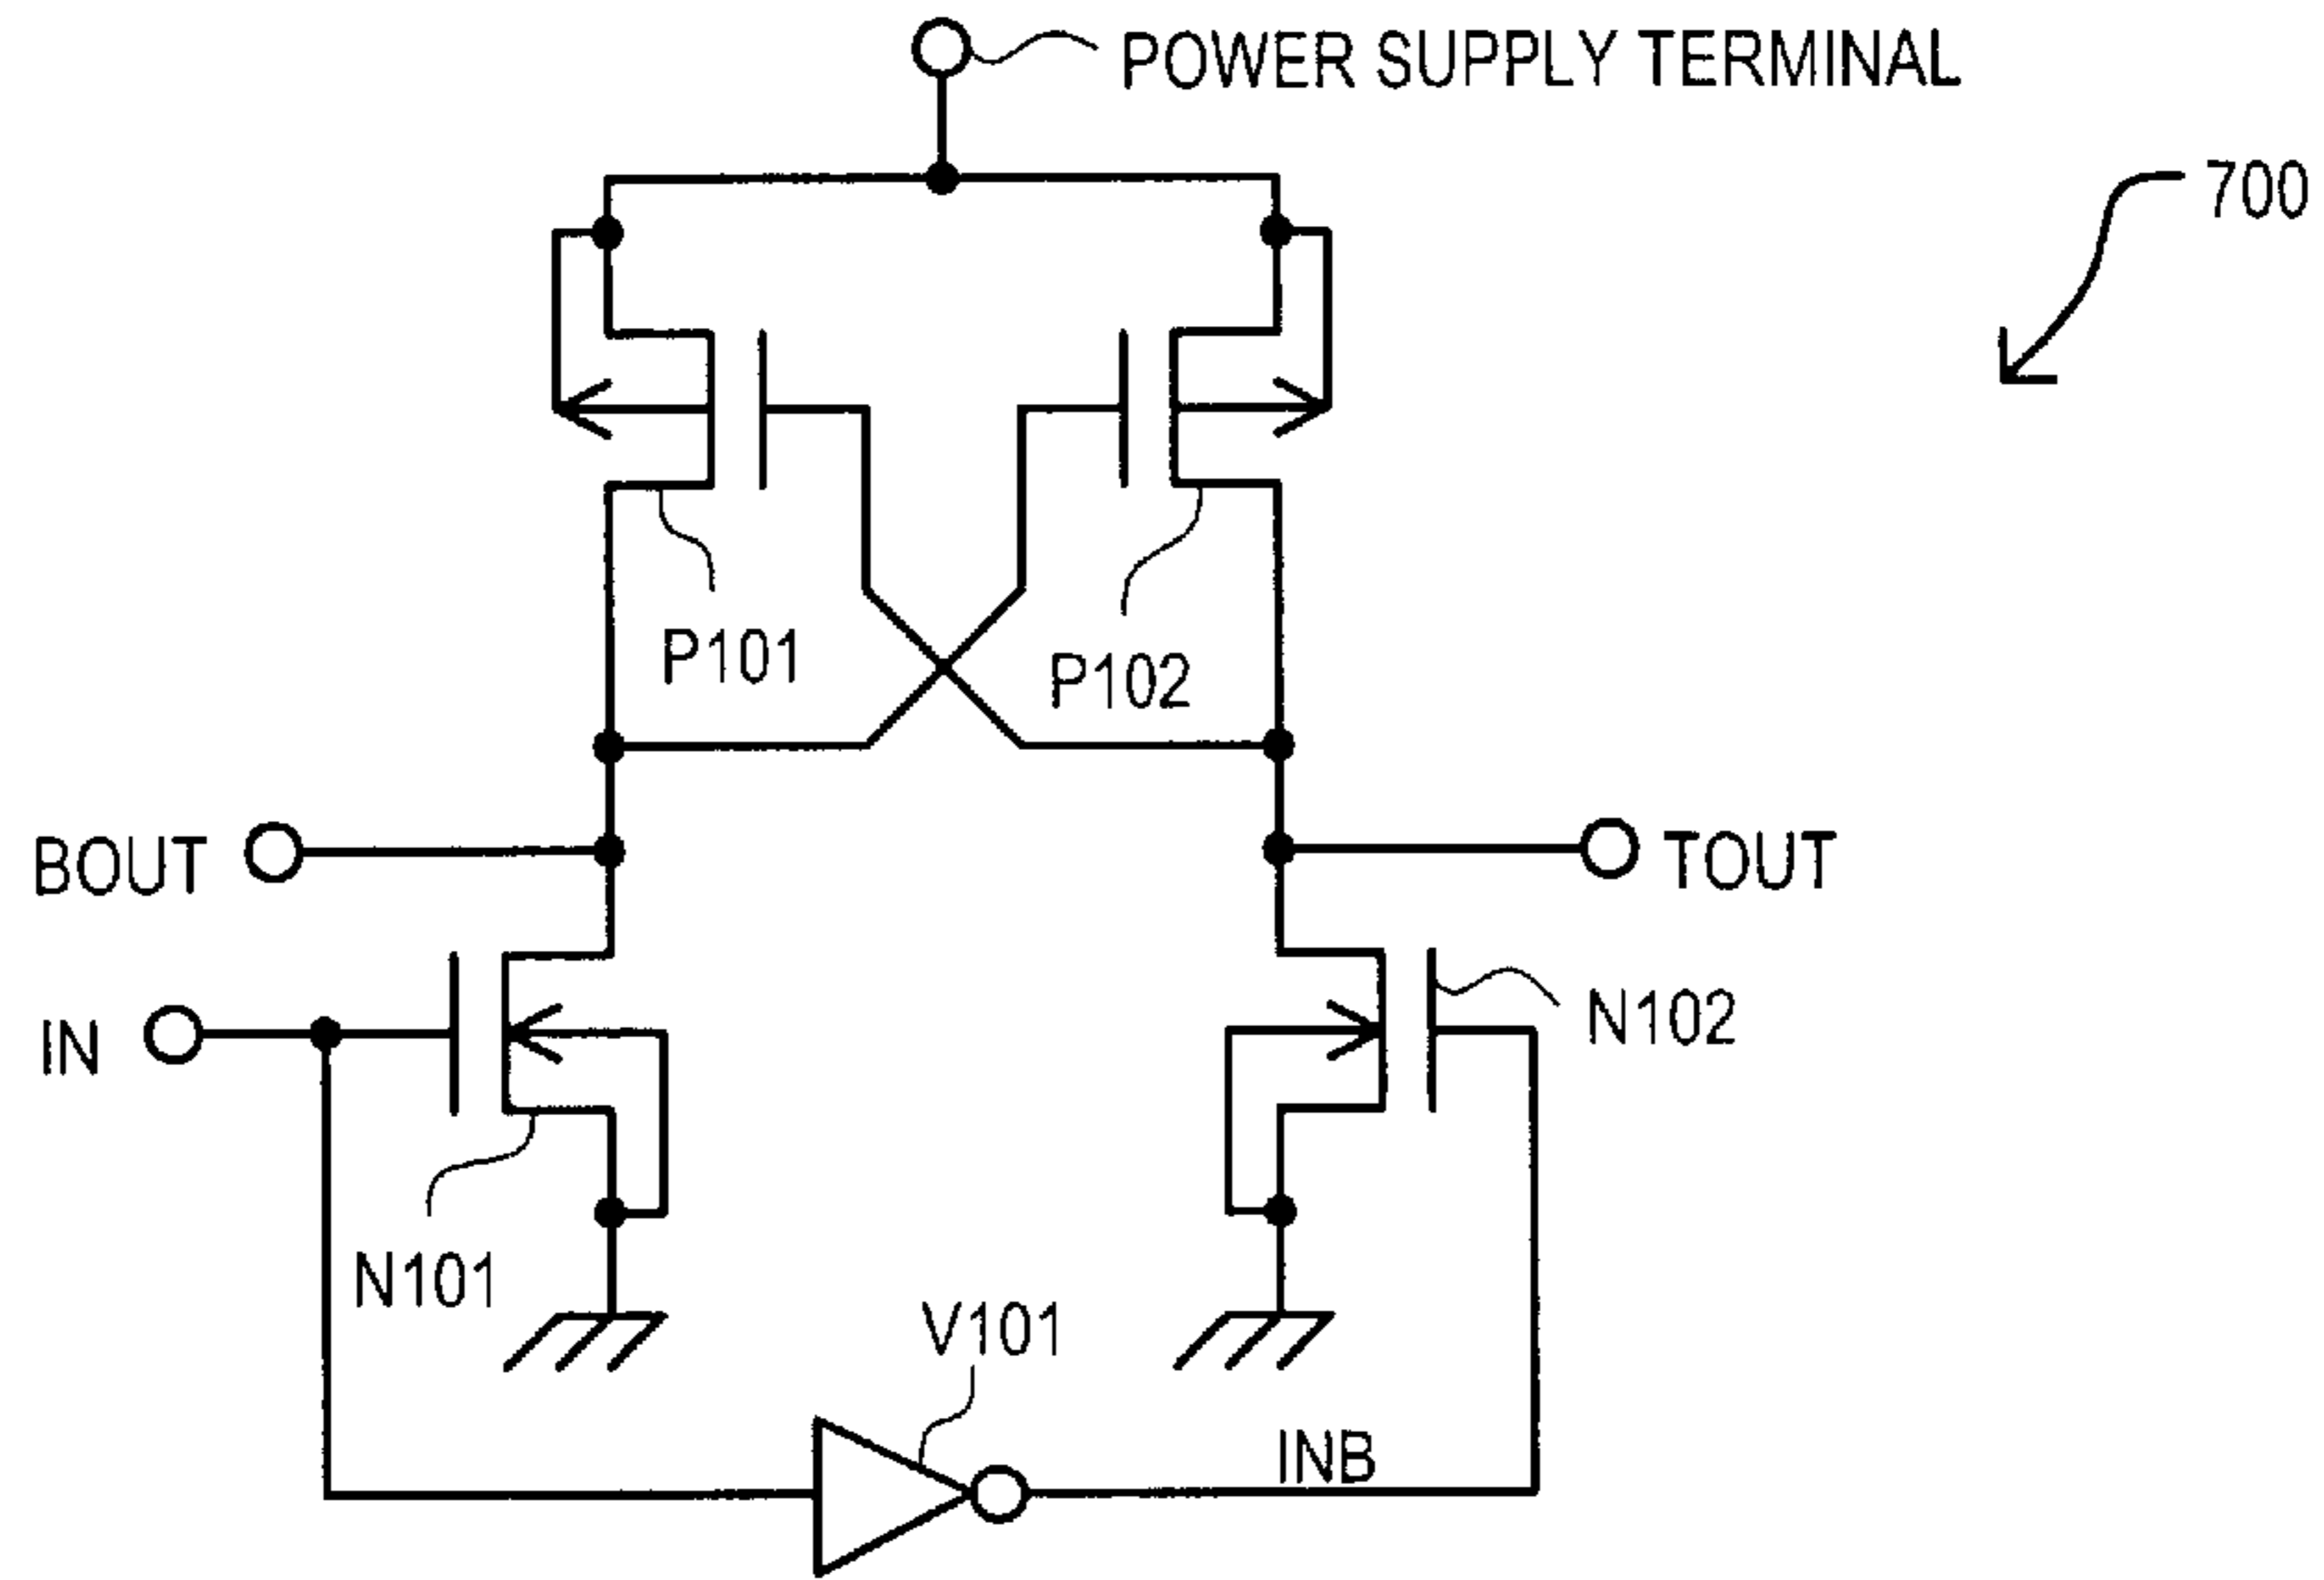 POWER SUPPLY TERMINAL
700
P101
P102
BOUT
TOUT
IN
N102
N101
V101
INB